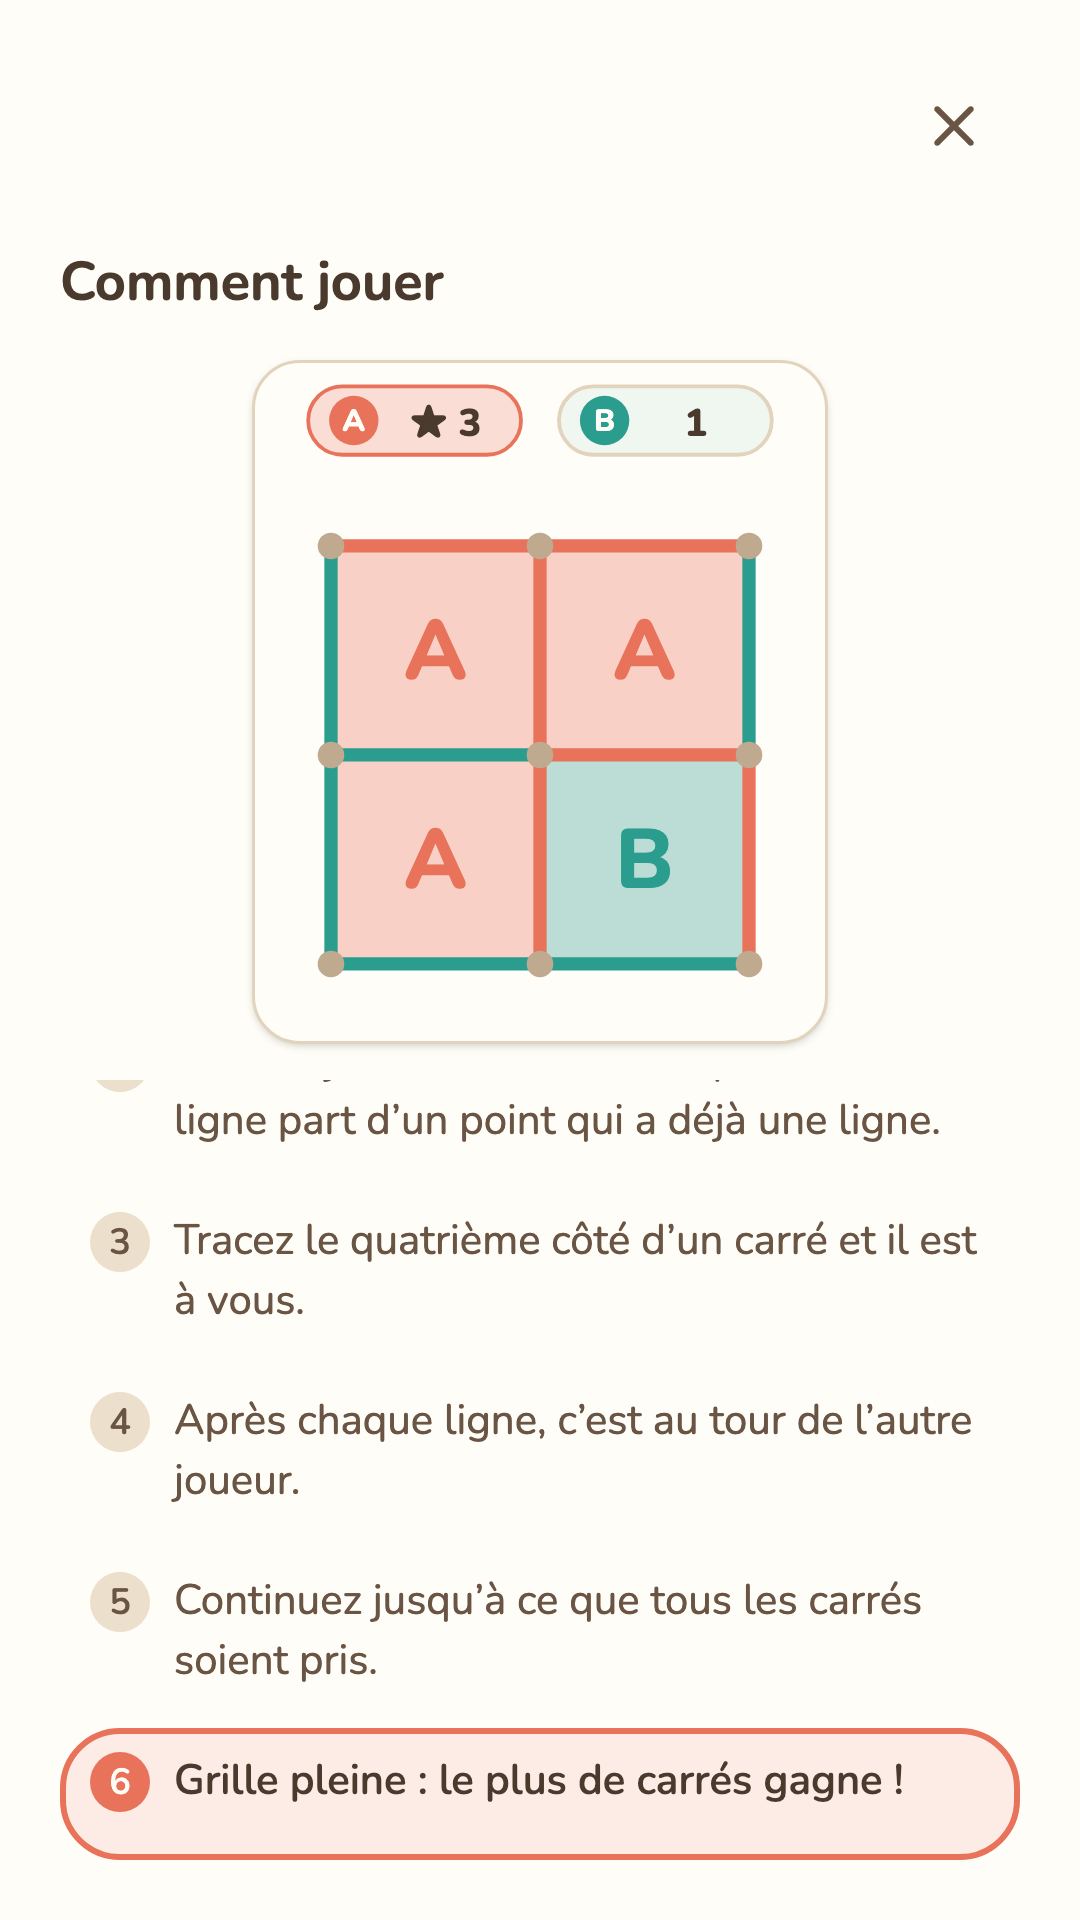 Comment jouer
A ★ 3 B 1
A A
A B
ligne part d’un point qui a déjà une ligne.
3 Tracez le quatrième côté d’un carré et il est
à vous.
4 Après chaque ligne, c’est au tour de l’autre
joueur.
5 Continuez jusqu’à ce que tous les carrés
soient pris.
6 Grille pleine : le plus de carrés gagne !